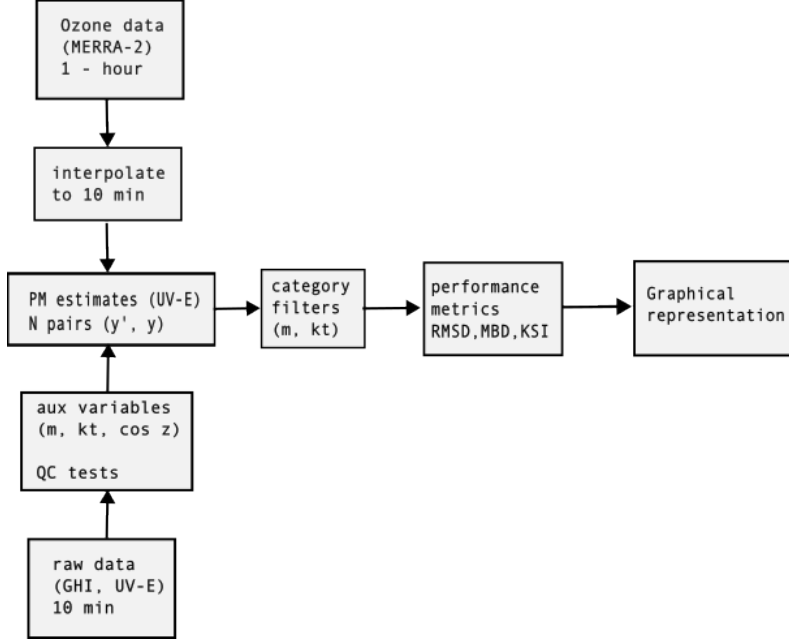 Ozone data
(MERRA-2)
1 - hour
interpolate
to 10 min
PM estimates (UV-E)
N pairs (y', y)
category
filters
(m, kt)
performance
metrics
RMSD,MBD,KSI
Graphical
representation
aux variables
(m, kt, cos z)
QC tests
raw data
(GHI, UV-E)
10 min